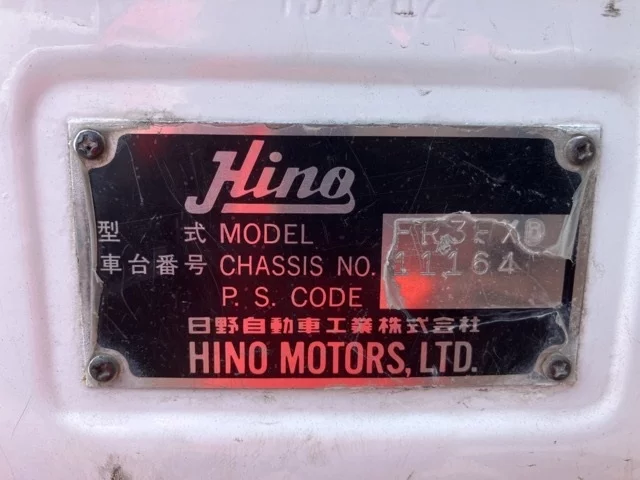 Hino
型 式 MODEL FR3FXD
車台番号 CHASSIS NO. 11164
P. S. CODE
日野自動車工業株式会社
HINO MOTORS, LTD.